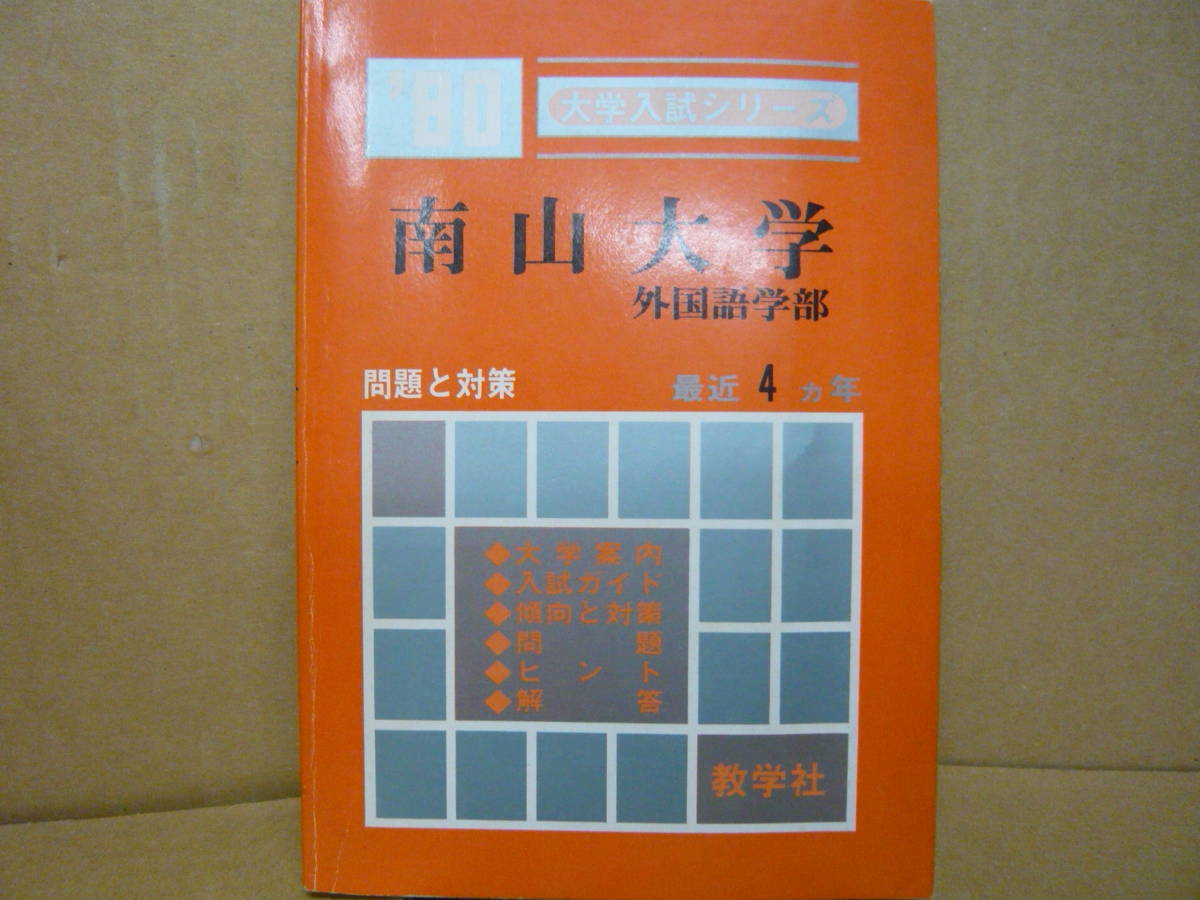 '80
大学入試シリーズ
南山大学
外国語学部
問題と対策
最近4ヵ年
◆大学案内
◆入試ガイド
◆傾向と対策
◆問題
◆ヒント
◆解答
教学社